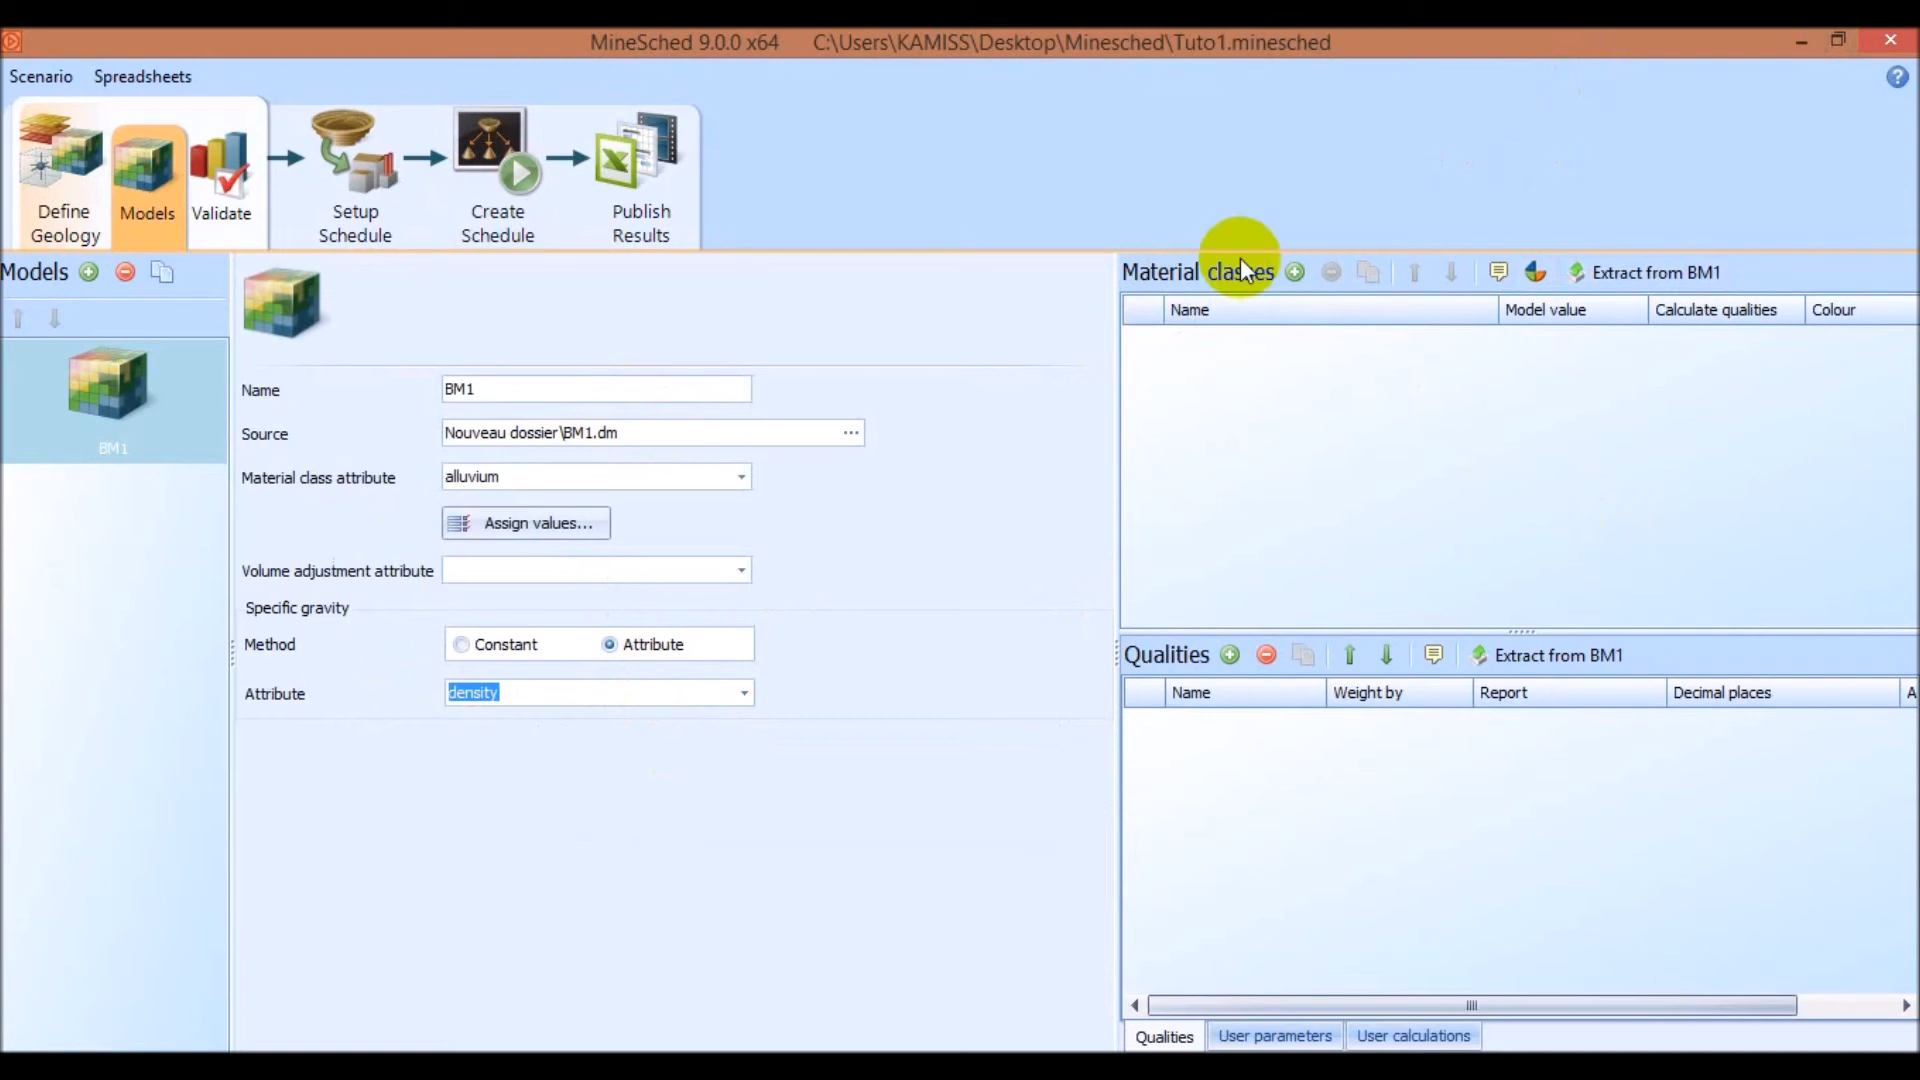 MineSched 9.0.0 x64 C:\Users\KAMISS\Desktop\Minesched\Tuto1.minesched
Scenario Spreadsheets
Define Geology
Models
Validate
Setup Schedule
Create Schedule
Publish Results
Models
BM1
Name BM1
Source Nouveau dossier\BM1.dm ...
Material class attribute alluvium
Assign values...
Volume adjustment attribute
Specific gravity
Method Constant Attribute
Attribute density
Material classes Extract from BM1
Name Model value Calculate qualities Colour
Qualities Extract from BM1
Name Weight by Report Decimal places A
Qualities User parameters User calculations